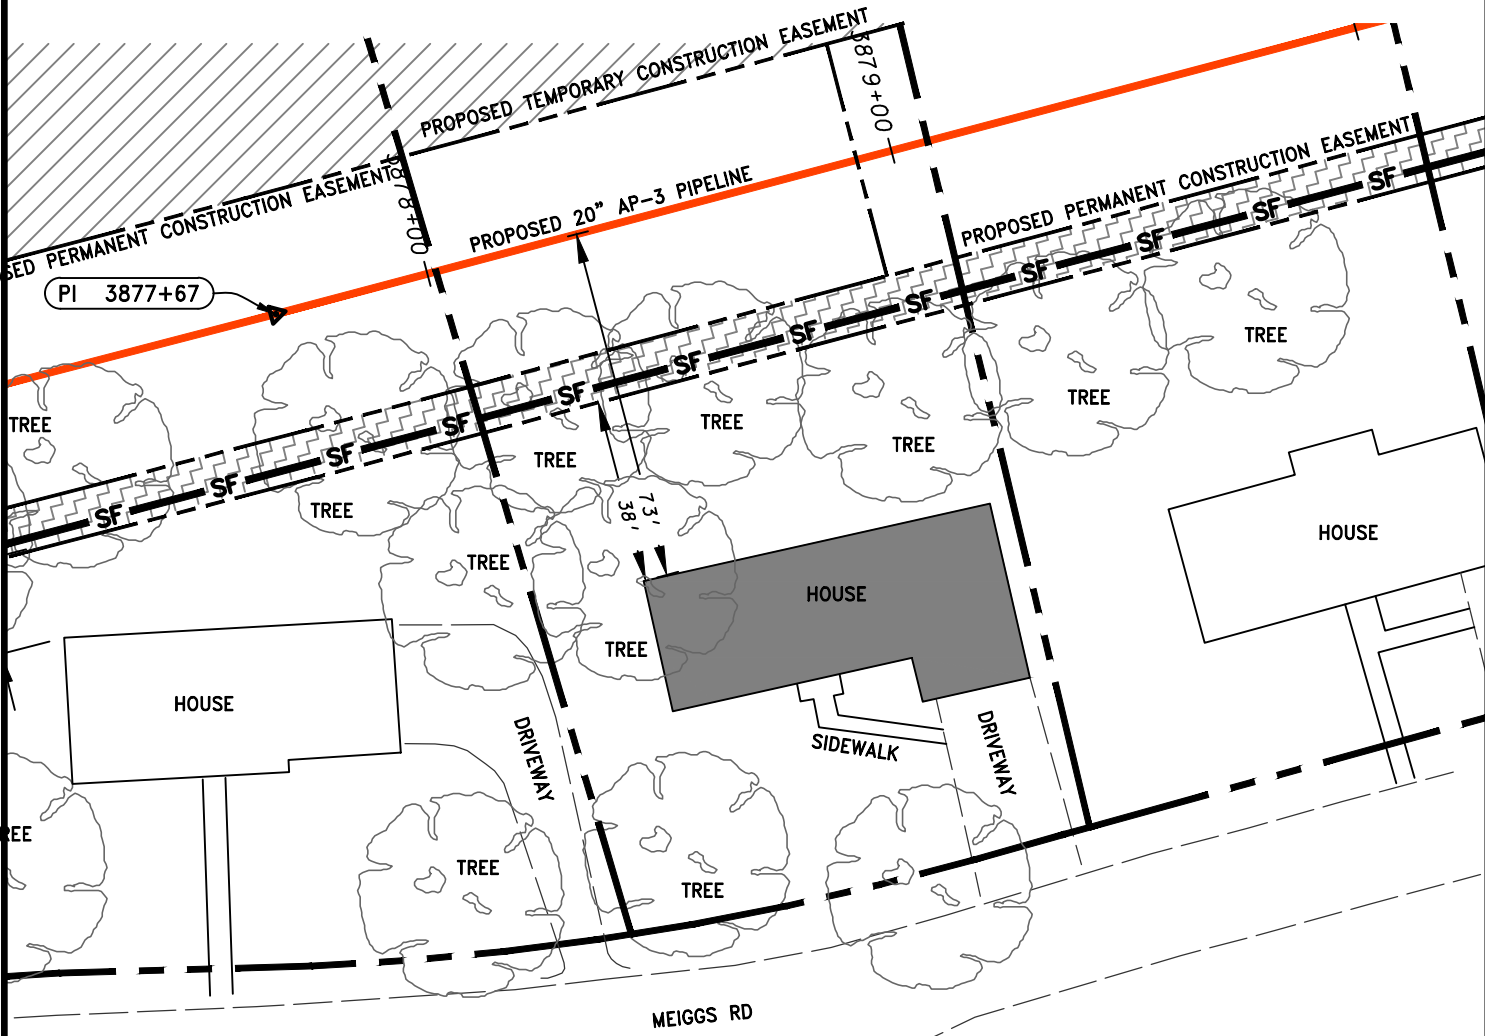 PROPOSED TEMPORARY CONSTRUCTION EASEMENT
3879+00
SED PERMANENT CONSTRUCTION EASEMENT
3878+00
PROPOSED 20" AP-3 PIPELINE
PROPOSED PERMANENT CONSTRUCTION EASEMENT
PI 3877+67
SF
SF
SF
SF
SF
SF
SF
SF
SF
SF
SF
SF
TREE
TREE
TREE
TREE
TREE
TREE
TREE
TREE
73'
38'
TREE
TREE
HOUSE
HOUSE
HOUSE
DRIVEWAY
SIDEWALK
DRIVEWAY
REE
TREE
TREE
MEIGGS RD